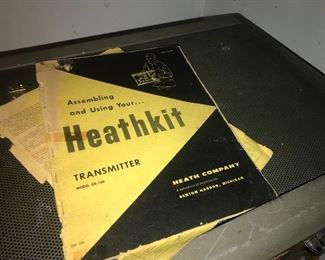 Assembling
and Using Your...
Heathkit
TRANSMITTER
HEATH COMPANY
BENTON HARBOR, MICHIGAN